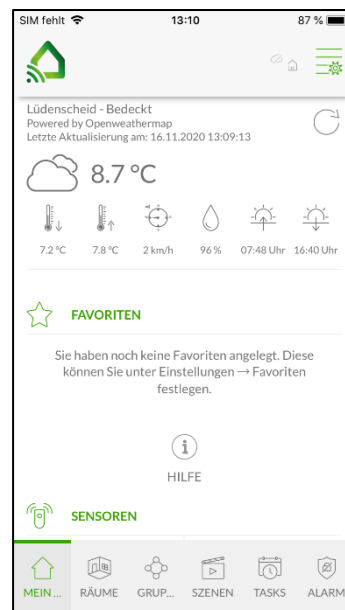 SIM fehlt 13:10 87 %
Lüdenscheid - Bedeckt
Powered by Openweathermap
Letzte Aktualisierung am: 16.11.2020 13:09:13
8.7 °C
7.2 °C 7.8 °C 2 km/h 96 % 07:48 Uhr 16:40 Uhr
FAVORITEN
Sie haben noch keine Favoriten angelegt. Diese
können Sie unter Einstellungen → Favoriten
festlegen.
HILFE
SENSOREN
MEIN ... RÄUME GRUP... SZENEN TASKS ALARM